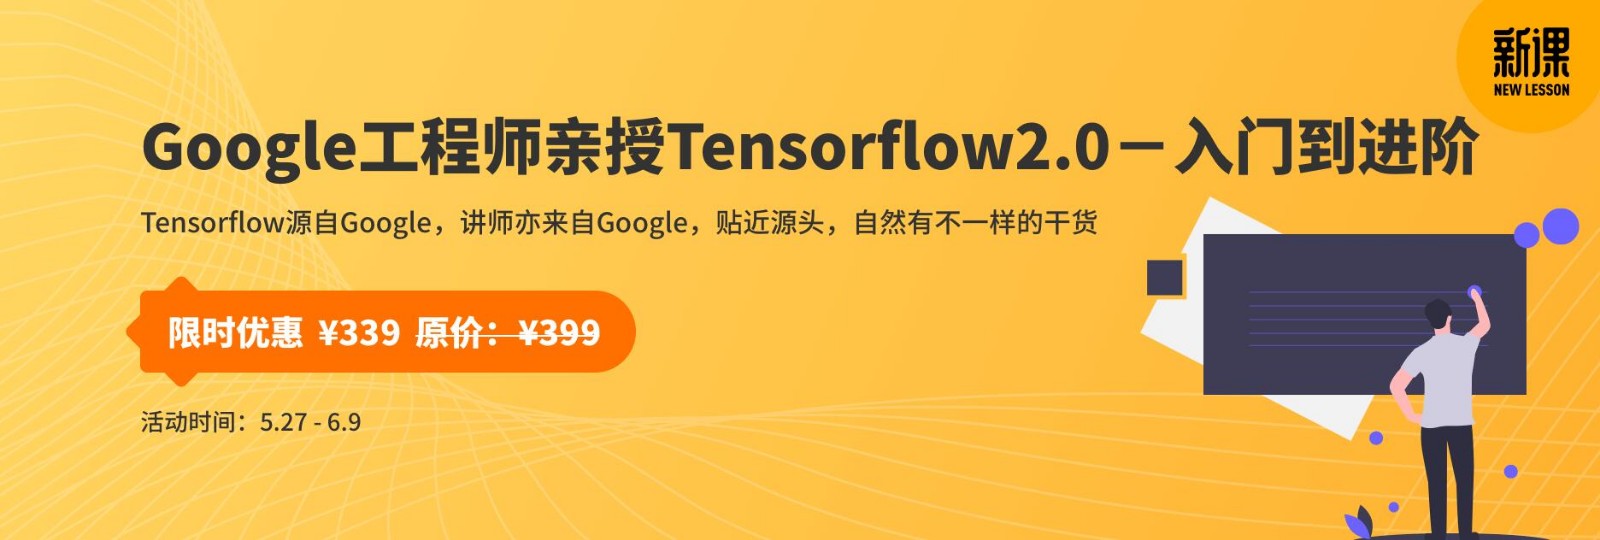 新课
NEW LESSON
Google工程师亲授Tensorflow2.0－入门到进阶
Tensorflow源自Google，讲师亦来自Google，贴近源头，自然有不一样的干货
限时优惠 ¥339 原价：¥399
活动时间：5.27 - 6.9